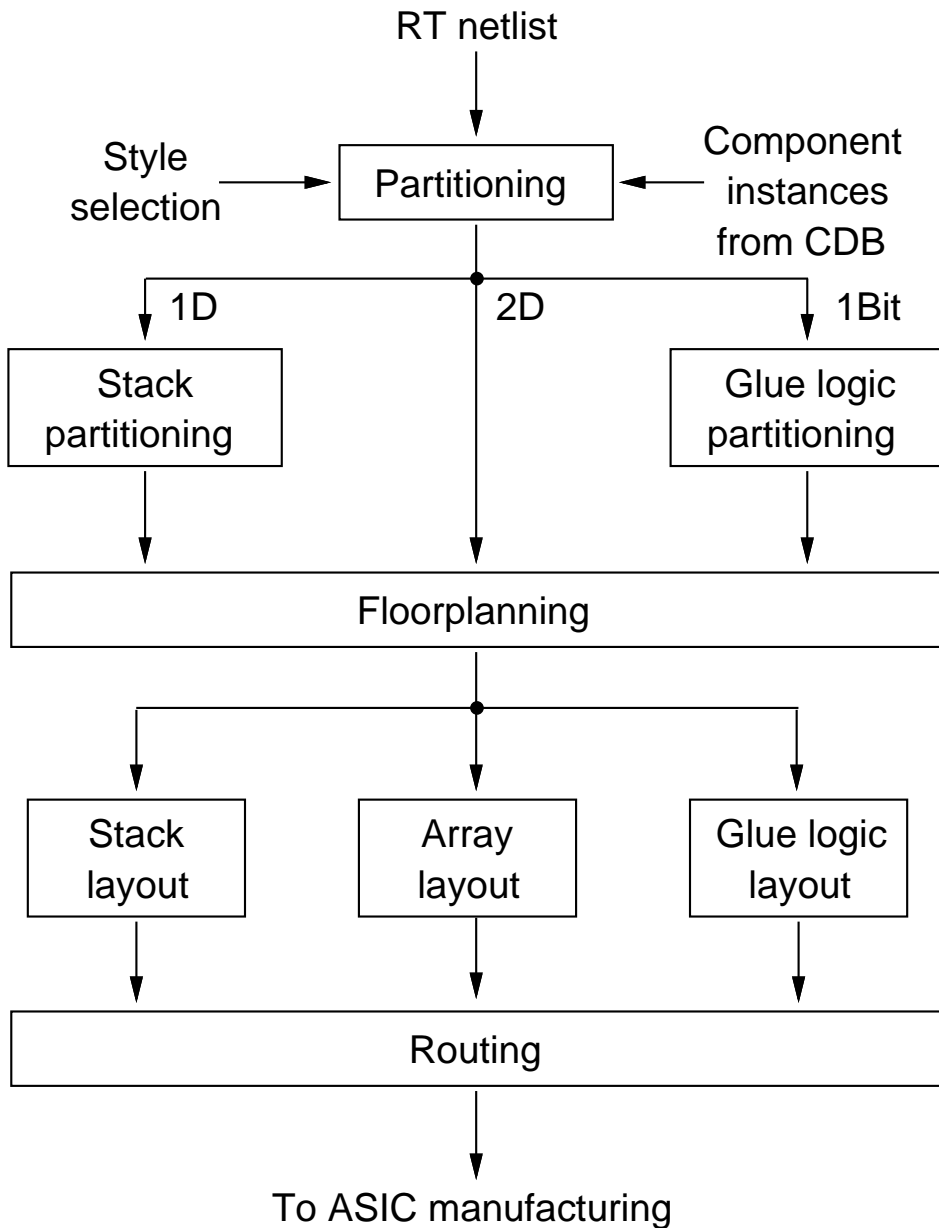 RT netlist
Style
selection
Partitioning
Component
instances
from CDB
1D
2D
1Bit
Stack
partitioning
Glue logic
partitioning
Floorplanning
Stack
layout
Array
layout
Glue logic
layout
Routing
To ASIC manufacturing